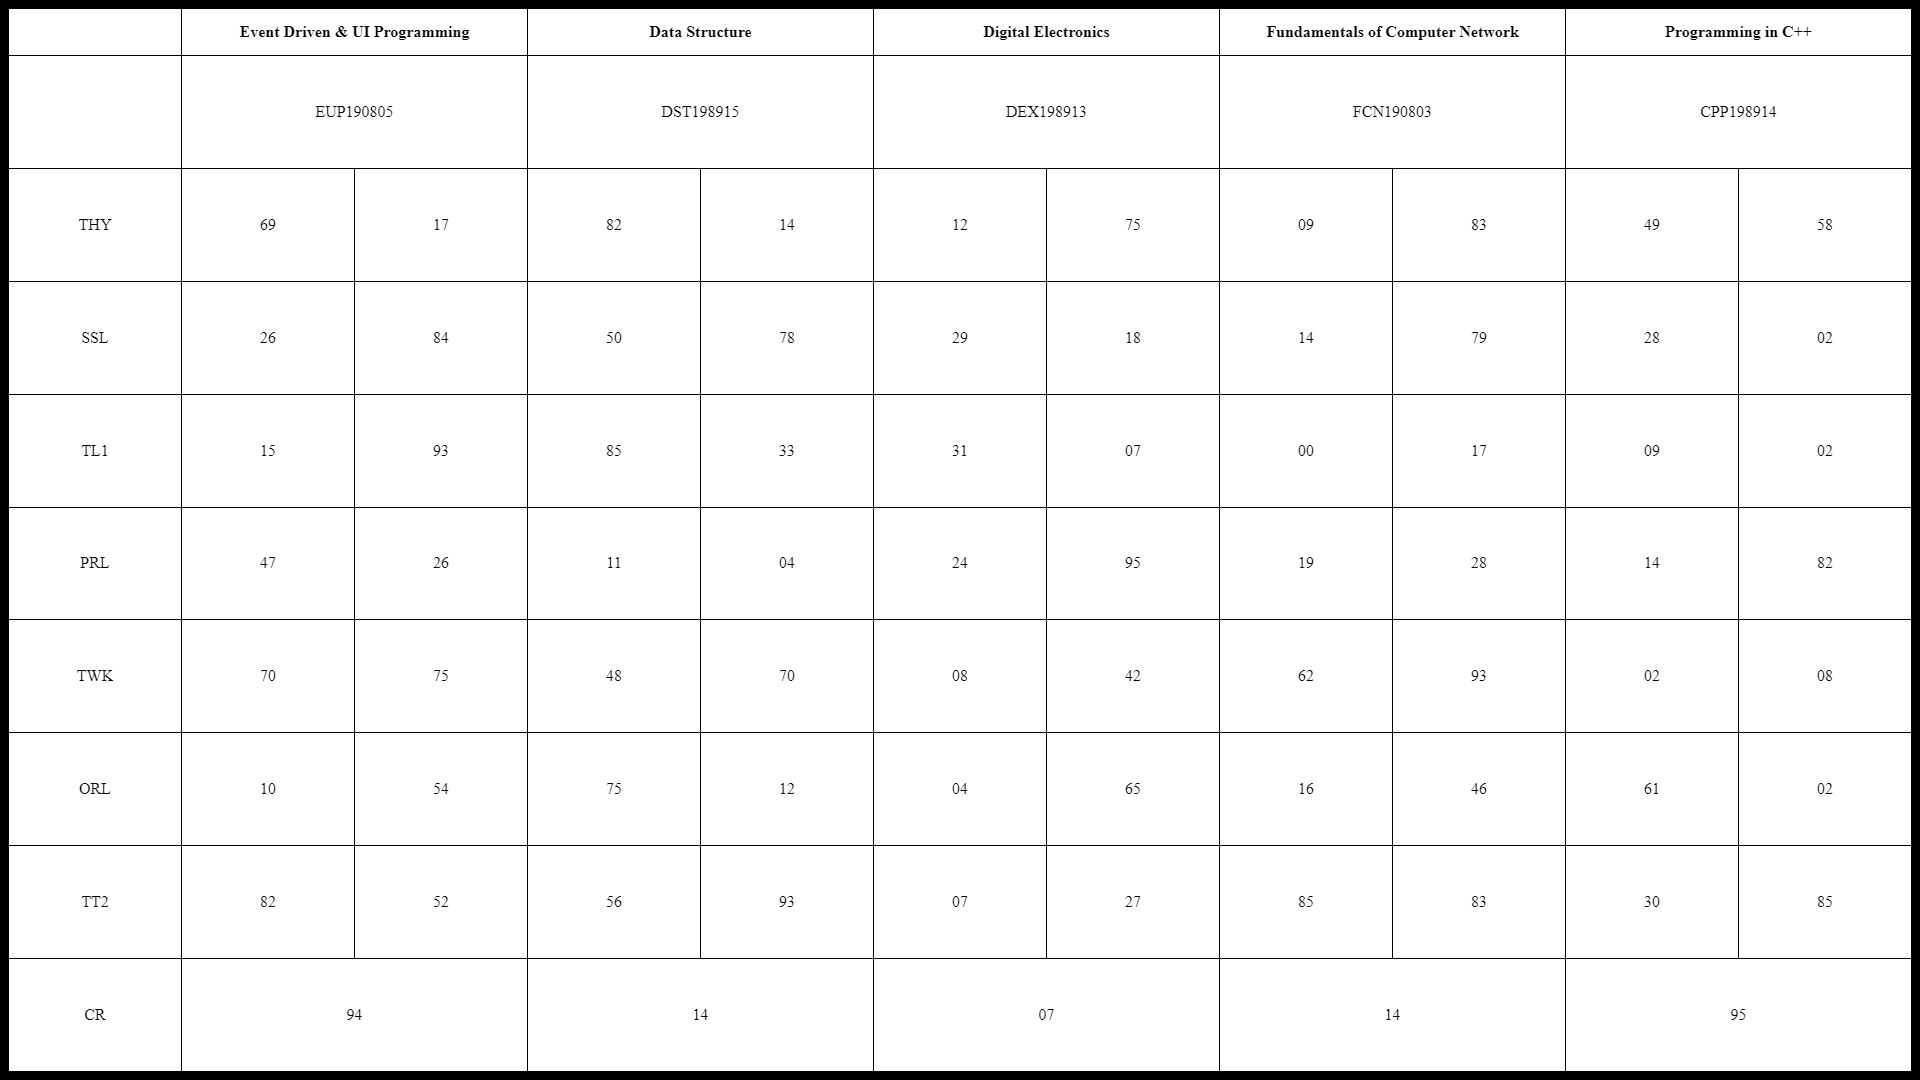 Event Driven & UI Programming Data Structure Digital Electronics Fundamentals of Computer Network Programming in C++
EUP190805 DST198915 DEX198913 FCN190803 CPP198914
THY 69 17 82 14 12 75 09 83 49 58
SSL 26 84 50 78 29 18 14 79 28 02
TL1 15 93 85 33 31 07 00 17 09 02
PRL 47 26 11 04 24 95 19 28 14 82
TWK 70 75 48 70 08 42 62 93 02 08
ORL 10 54 75 12 04 65 16 46 61 02
TT2 82 52 56 93 07 27 85 83 30 85
CR 94 14 07 14 95